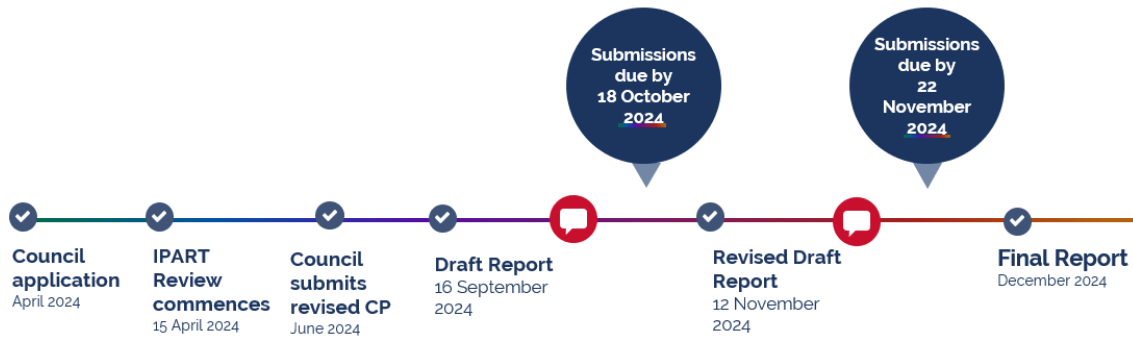 Submissions
due by
18 October
2024
Submissions
due by
22
November
2024
Council
application
April 2024
IPART
Review
commences
15 April 2024
Council
submits
revised CP
June 2024
Draft Report
16 September
2024
Revised Draft
Report
12 November
2024
Final Report
December 2024